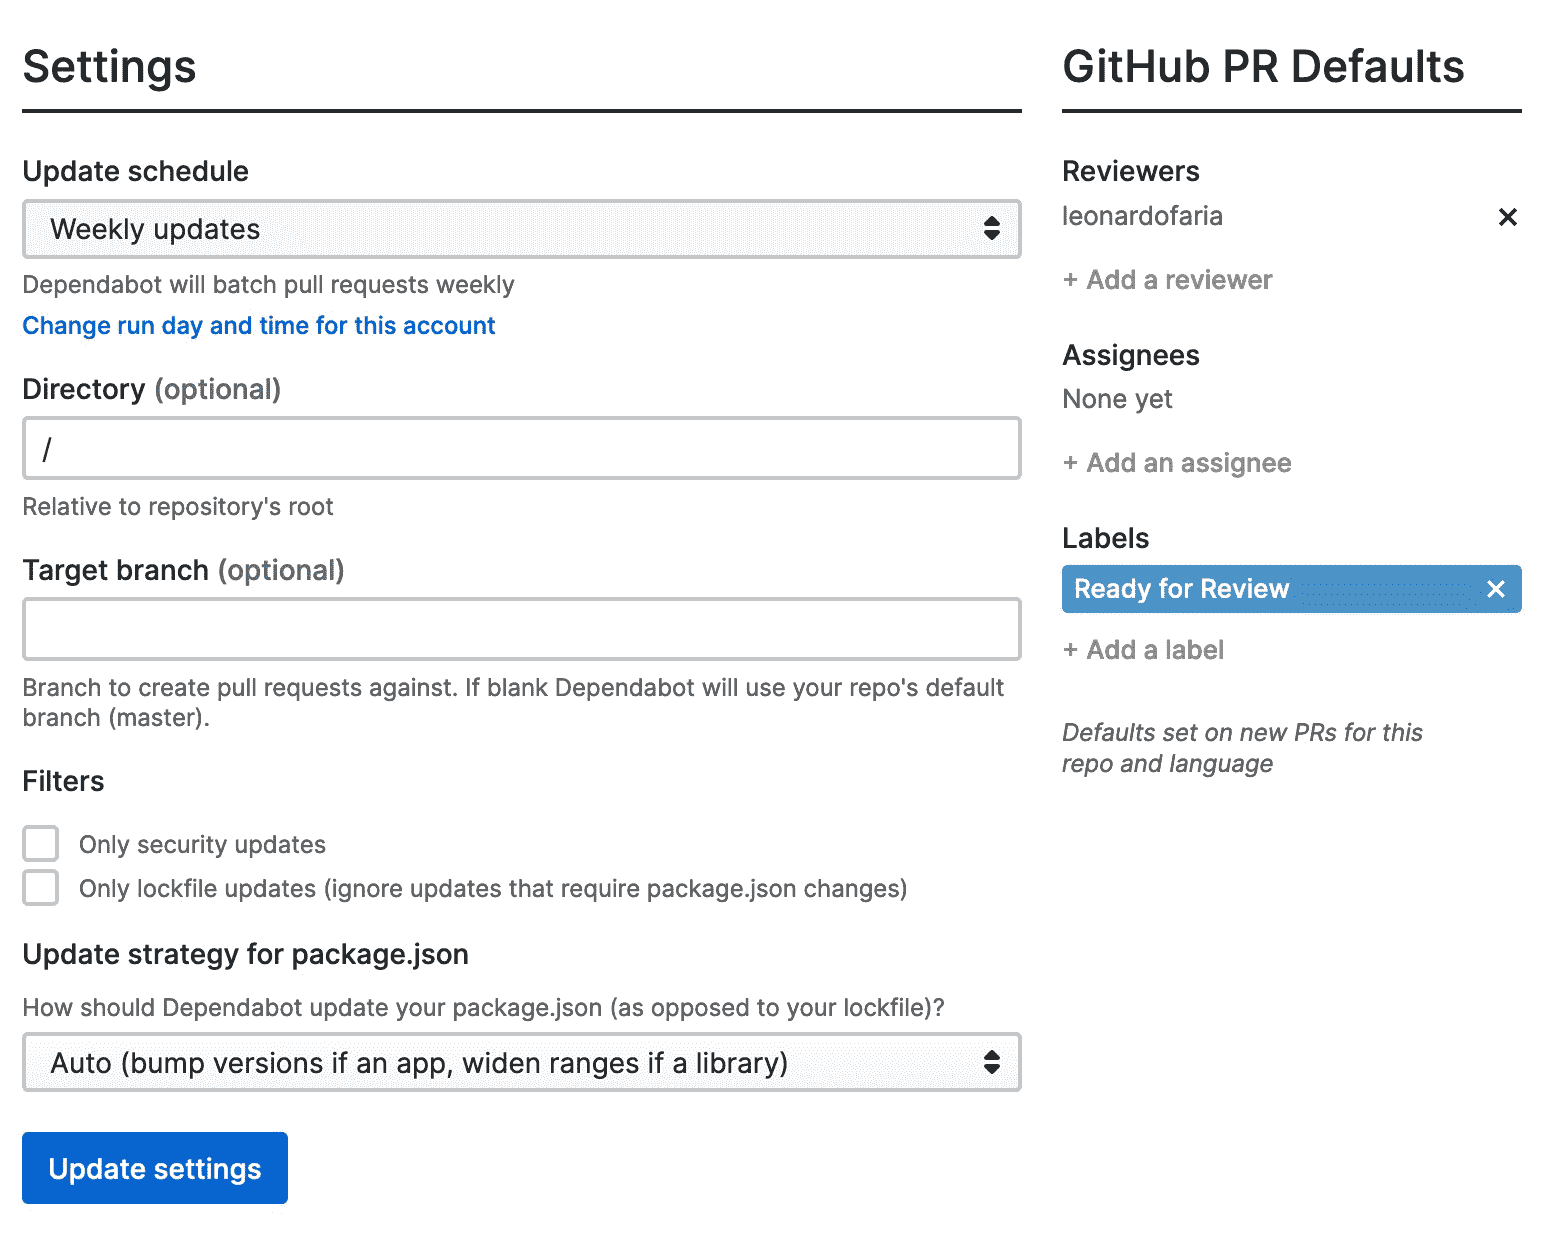 Settings
Update schedule
Weekly updates
Dependabot will batch pull requests weekly
Change run day and time for this account
Directory (optional)
/
Relative to repository's root
Target branch (optional)
Branch to create pull requests against. If blank Dependabot will use your repo's default
branch (master).
Filters
Only security updates
Only lockfile updates (ignore updates that require package.json changes)
Update strategy for package.json
How should Dependabot update your package.json (as opposed to your lockfile)?
Auto (bump versions if an app, widen ranges if a library)
Update settings
GitHub PR Defaults
Reviewers
leonardofaria
+ Add a reviewer
Assignees
None yet
+ Add an assignee
Labels
Ready for Review
+ Add a label
Defaults set on new PRs for this
repo and language